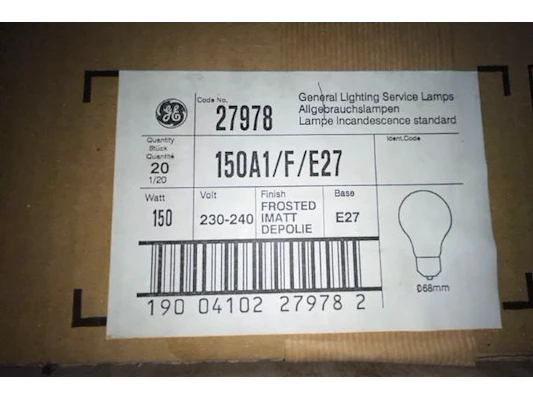 GE
Code No.
27978
General Lighting Service Lamps
Allgebrauchslampen
Lampe Incandescence standard
Quantity
Stück
Quantité
20
1/20
150A1/F/E27
Ident.Code
Watt
150
Volt
230-240
Finish
FROSTED
IMATT
DEPOLIE
Base
E27
190 04102 27978 2
Ø68mm